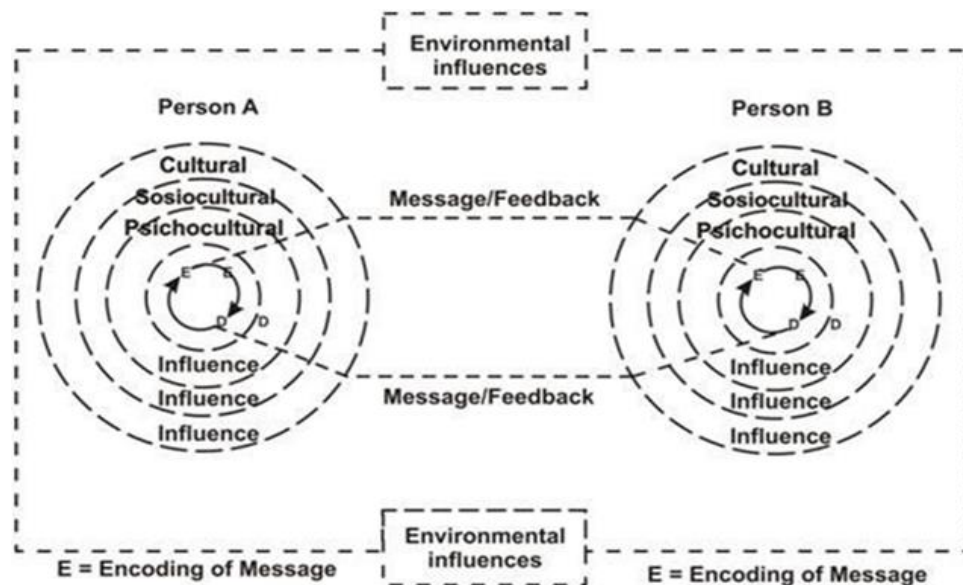 Environmental
influences
Person A
Person B
Cultural
Sosiocultural
Psichocultural
E E
D D
Influence
Influence
Influence
Message/Feedback
Message/Feedback
Cultural
Sosiocultural
Psichocultural
E E
D D
Influence
Influence
Influence
Environmental
influences
E = Encoding of Message
E = Encoding of Message